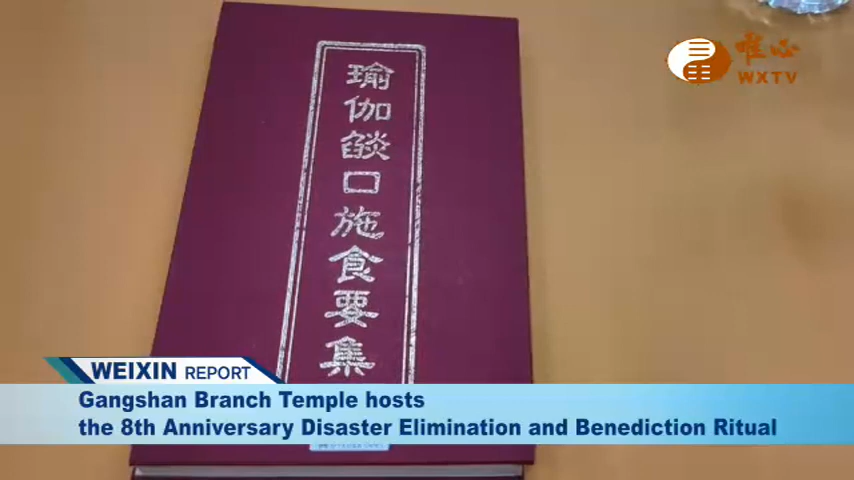 唯心
WXTV
瑜伽燄口施食要集
WEIXIN REPORT
Gangshan Branch Temple hosts
the 8th Anniversary Disaster Elimination and Benediction Ritual